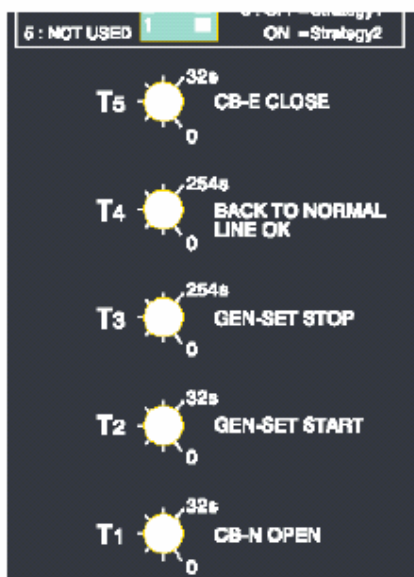 1
5 : NOT USED
ON =Strategy2
32s
T5
CB-E CLOSE
0
254s
T4
BACK TO NORMAL
LINE OK
0
254s
T3
GEN-SET STOP
0
32s
T2
GEN-SET START
0
32s
T1
CB-N OPEN
0